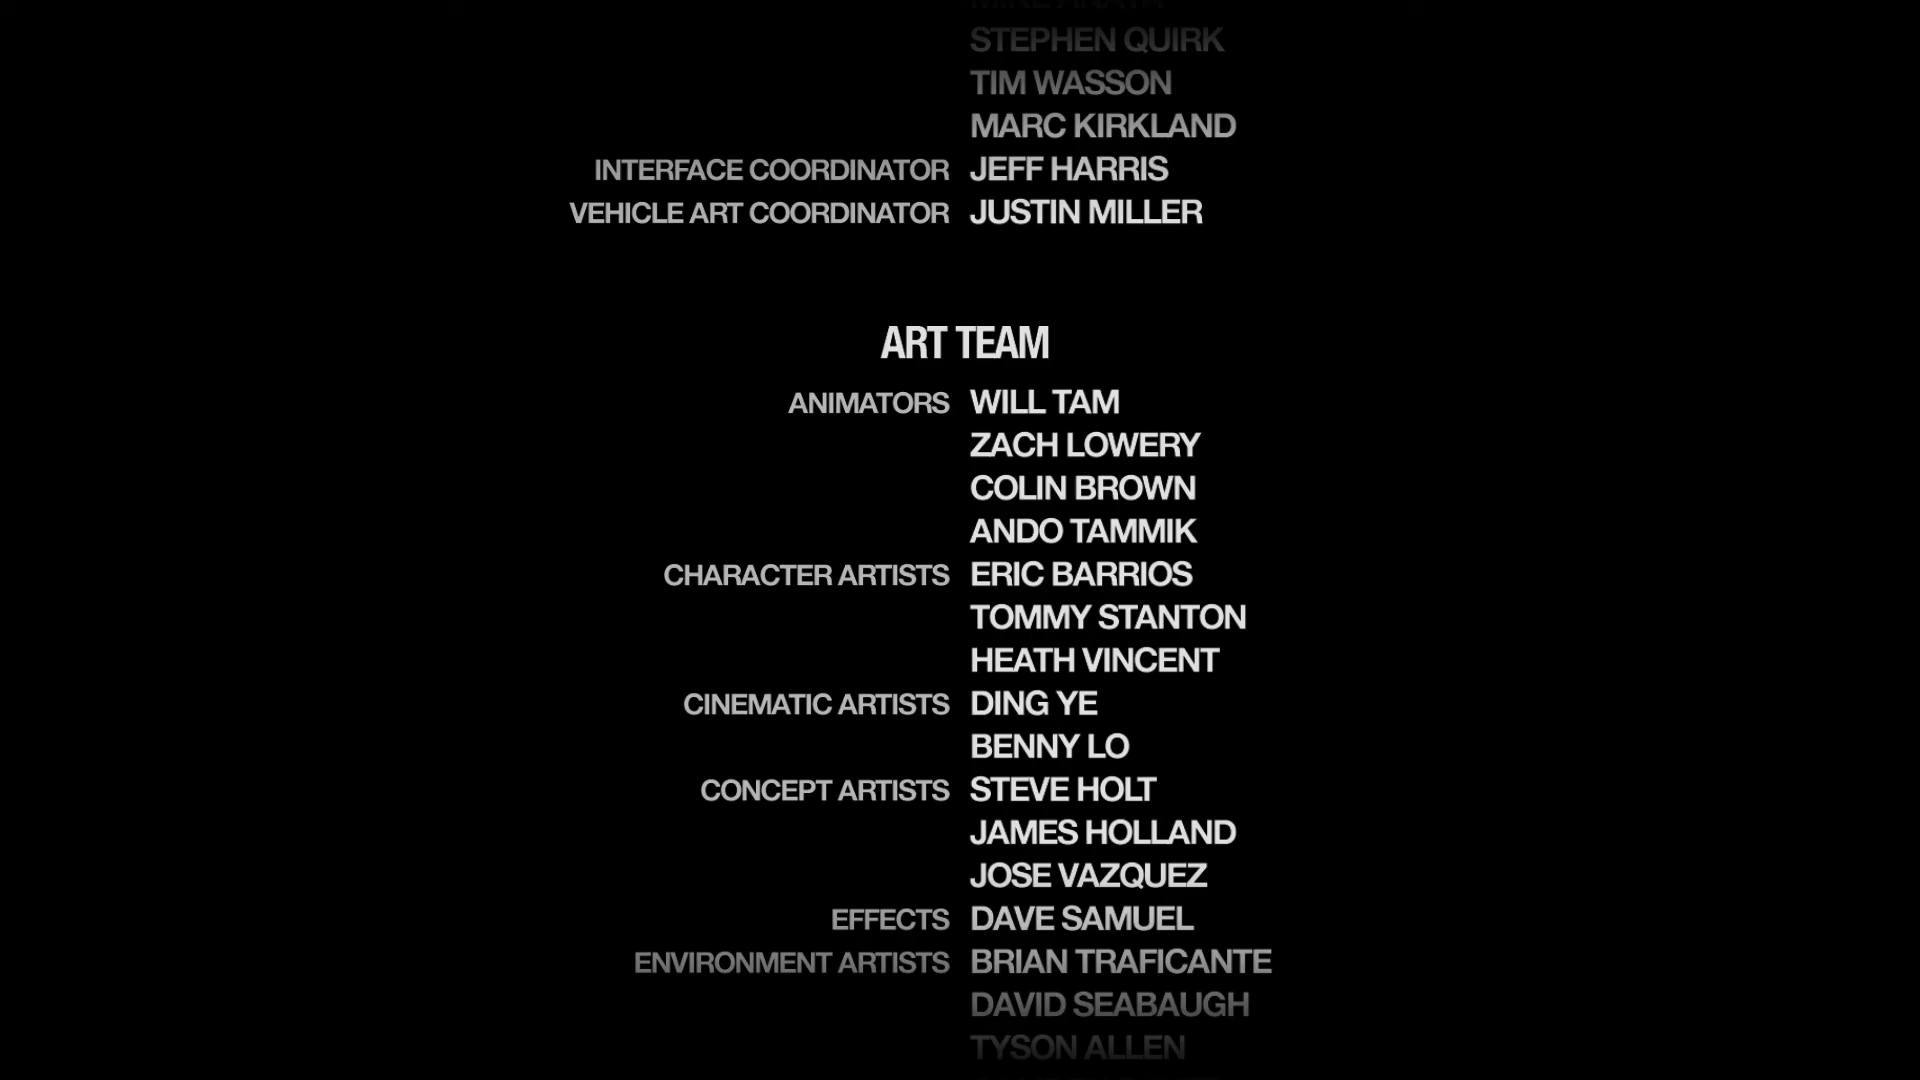 STEPHEN QUIRK
TIM WASSON
MARC KIRKLAND
INTERFACE COORDINATOR JEFF HARRIS
VEHICLE ART COORDINATOR JUSTIN MILLER
ART TEAM
ANIMATORS WILL TAM
ZACH LOWERY
COLIN BROWN
ANDO TAMMIK
CHARACTER ARTISTS ERIC BARRIOS
TOMMY STANTON
HEATH VINCENT
CINEMATIC ARTISTS DING YE
BENNY LO
CONCEPT ARTISTS STEVE HOLT
JAMES HOLLAND
JOSE VAZQUEZ
EFFECTS DAVE SAMUEL
ENVIRONMENT ARTISTS BRIAN TRAFICANTE
DAVID SEABAUGH
TYSON ALLEN